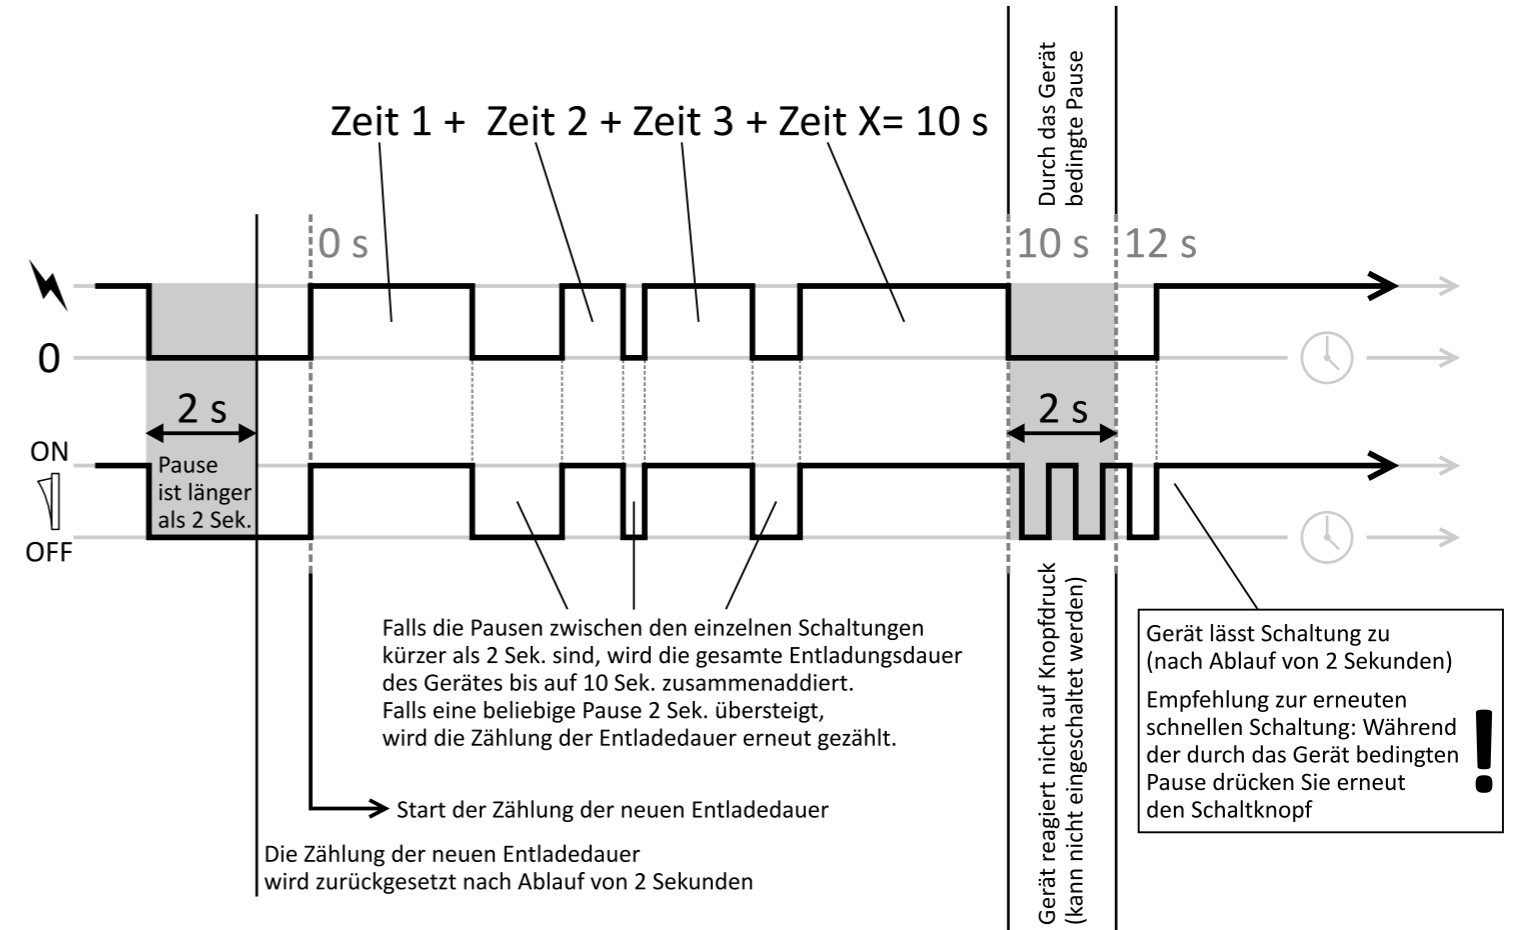 Durch das Gerät
bedingte Pause
Zeit 1 + Zeit 2 + Zeit 3 + Zeit X= 10 s
0 s
10 s
12 s
0
2 s
2 s
ON
OFF
Pause
ist länger
als 2 Sek.
Falls die Pausen zwischen den einzelnen Schaltungen
kürzer als 2 Sek. sind, wird die gesamte Entladungsdauer
des Gerätes bis auf 10 Sek. zusammenaddiert.
Falls eine beliebige Pause 2 Sek. übersteigt,
wird die Zählung der Entladedauer erneut gezählt.
Start der Zählung der neuen Entladedauer
Die Zählung der neuen Entladedauer
wird zurückgesetzt nach Ablauf von 2 Sekunden
Gerät reagiert nicht auf Knopfdruck
(kann nicht eingeschaltet werden)
Gerät lässt Schaltung zu
(nach Ablauf von 2 Sekunden)
Empfehlung zur erneuten
schnellen Schaltung: Während
der durch das Gerät bedingten
Pause drücken Sie erneut
den Schaltknopf
!